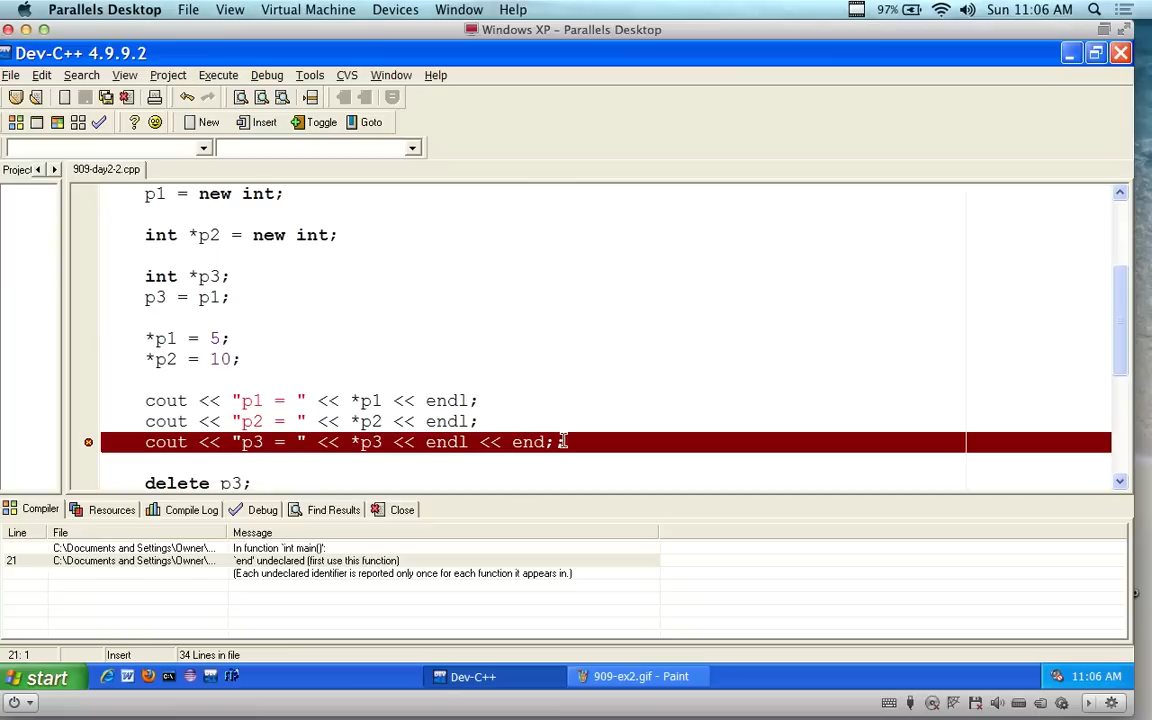 Parallels Desktop File View Virtual Machine Devices Window Help 97% Sun 11:06 AM
Windows XP – Parallels Desktop
Dev-C++ 4.9.9.2
File Edit Search View Project Execute Debug Tools CVS Window Help
New Insert Toggle Goto
Project 909-day2-2.cpp
p1 = new int;
int *p2 = new int;
int *p3;
p3 = p1;
*p1 = 5;
*p2 = 10;
cout << "p1 = " << *p1 << endl;
cout << "p2 = " << *p2 << endl;
cout << "p3 = " << *p3 << endl << end;
delete p3;
Compiler Resources Compile Log Debug Find Results Close
Line File Message
C:\Documents and Settings\Owner\... In function `int main()':
21 C:\Documents and Settings\Owner\... `end' undeclared (first use this function)
(Each undeclared identifier is reported only once for each function it appears in.)
21: 1 Insert 34 Lines in file
start Dev-C++ 909-ex2.gif - Paint 11:06 AM